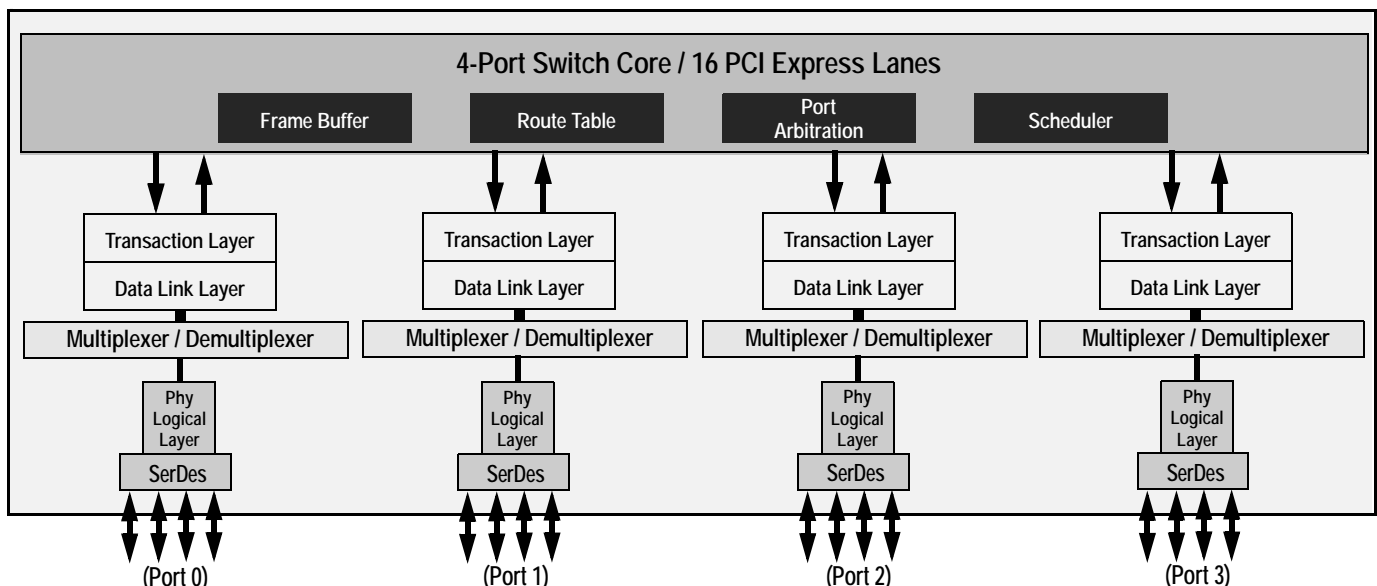 4-Port Switch Core / 16 PCI Express Lanes
Frame Buffer
Route Table
Port
Arbitration
Scheduler
Transaction Layer
Data Link Layer
Multiplexer / Demultiplexer
Phy
Logical
Layer
SerDes
(Port 0)
Transaction Layer
Data Link Layer
Multiplexer / Demultiplexer
Phy
Logical
Layer
SerDes
(Port 1)
Transaction Layer
Data Link Layer
Multiplexer / Demultiplexer
Phy
Logical
Layer
SerDes
(Port 2)
Transaction Layer
Data Link Layer
Multiplexer / Demultiplexer
Phy
Logical
Layer
SerDes
(Port 3)